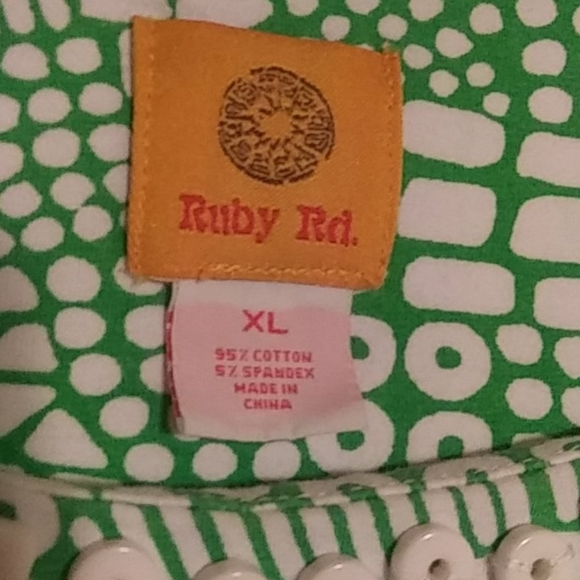 Ruby Rd.
XL
95% COTTON
5% SPANDEX
MADE IN
CHINA